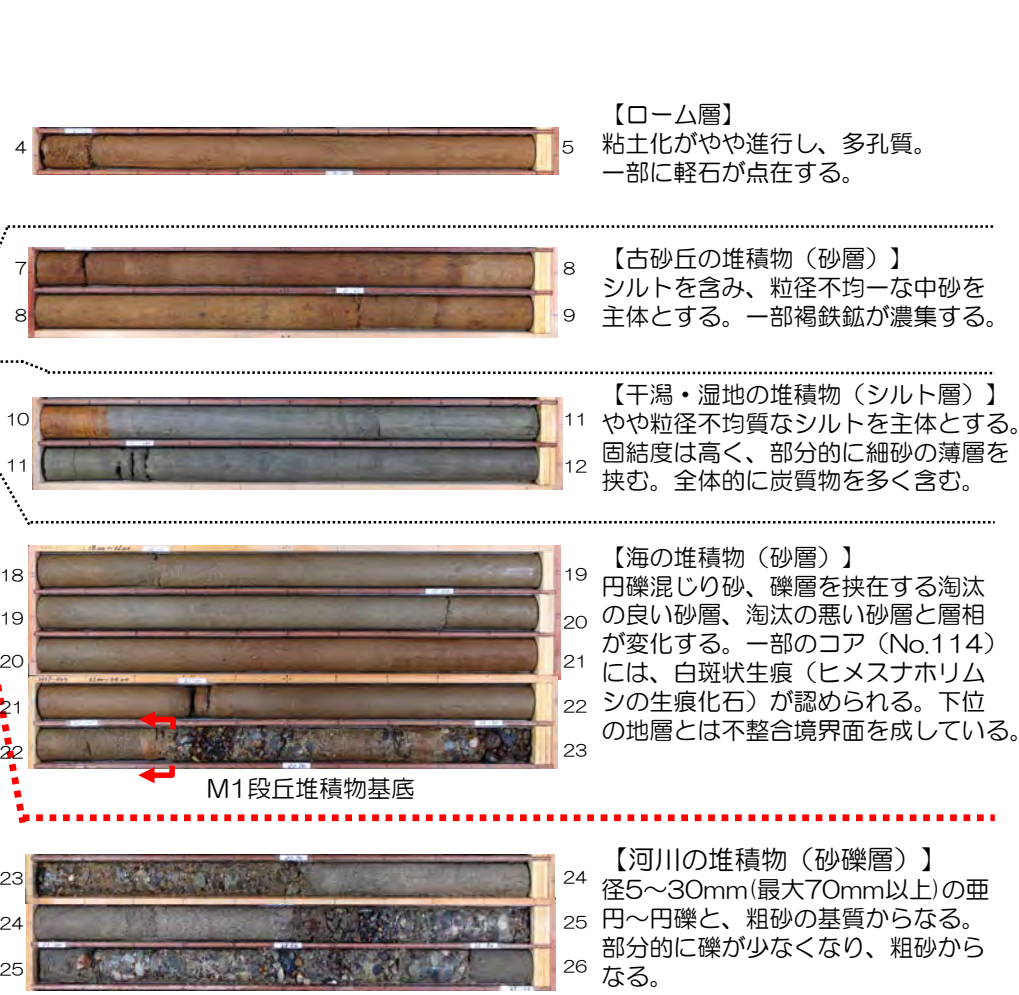 【ローム層】
4
5
粘土化がやや進行し、多孔質。
一部に軽石が点在する。
【古砂丘の堆積物（砂層）】
7
8
シルトを含み、粒径不均一な中砂を
8
9
主体とする。一部褐鉄鉱が濃集する。
【干潟・湿地の堆積物（シルト層）】
10
11
やや粒径不均質なシルトを主体とする。
固結度は高く、部分的に細砂の薄層を
11
12
挟む。全体的に炭質物を多く含む。
【海の堆積物（砂層）】
18
19
円礫混じり砂、礫層を挟在する淘汰
19
20
の良い砂層、淘汰の悪い砂層と層相
が変化する。一部のコア（No.114）
20
21
には、白斑状生痕（ヒメスナホリム
21
22
シの生痕化石）が認められる。下位
の地層とは不整合境界面を成している。
22
23
M1段丘堆積物基底
【河川の堆積物（砂礫層）】
23
24
径5～30mm(最大70mm以上)の亜
24
25
円～円礫と、粗砂の基質からなる。
部分的に礫が少なくなり、粗砂から
25
26
なる。